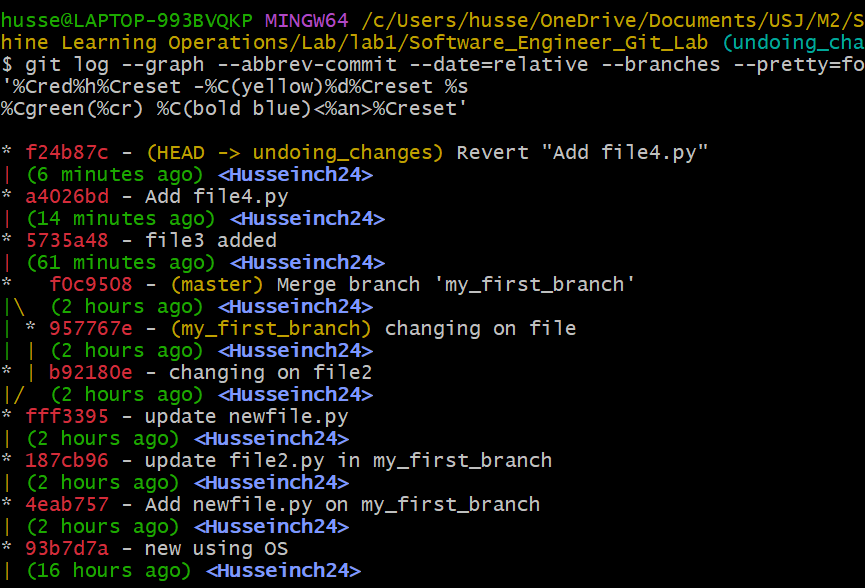 husse@LAPTOP-993BVQKP MINGW64 /c/Users/husse/OneDrive/Documents/USJ/M2/S
hine Learning Operations/Lab/lab1/Software_Engineer_Git_Lab (undoing_cha
$ git log --graph --abbrev-commit --date=relative --branches --pretty=fo
'%Cred%h%Creset -%C(yellow)%d%Creset %s
%Cgreen(%cr) %C(bold blue)<%an>%Creset'
* f24b87c - (HEAD -> undoing_changes) Revert "Add file4.py"
| (6 minutes ago) <Husseinch24>
* a4026bd - Add file4.py
| (14 minutes ago) <Husseinch24>
* 5735a48 - file3 added
| (61 minutes ago) <Husseinch24>
*   f0c9508 - (master) Merge branch 'my_first_branch'
|\  (2 hours ago) <Husseinch24>
| * 957767e - (my_first_branch) changing on file
| | (2 hours ago) <Husseinch24>
* | b92180e - changing on file2
|/  (2 hours ago) <Husseinch24>
* fff3395 - update newfile.py
| (2 hours ago) <Husseinch24>
* 187cb96 - update file2.py in my_first_branch
| (2 hours ago) <Husseinch24>
* 4eab757 - Add newfile.py on my_first_branch
| (2 hours ago) <Husseinch24>
* 93b7d7a - new using OS
| (16 hours ago) <Husseinch24>